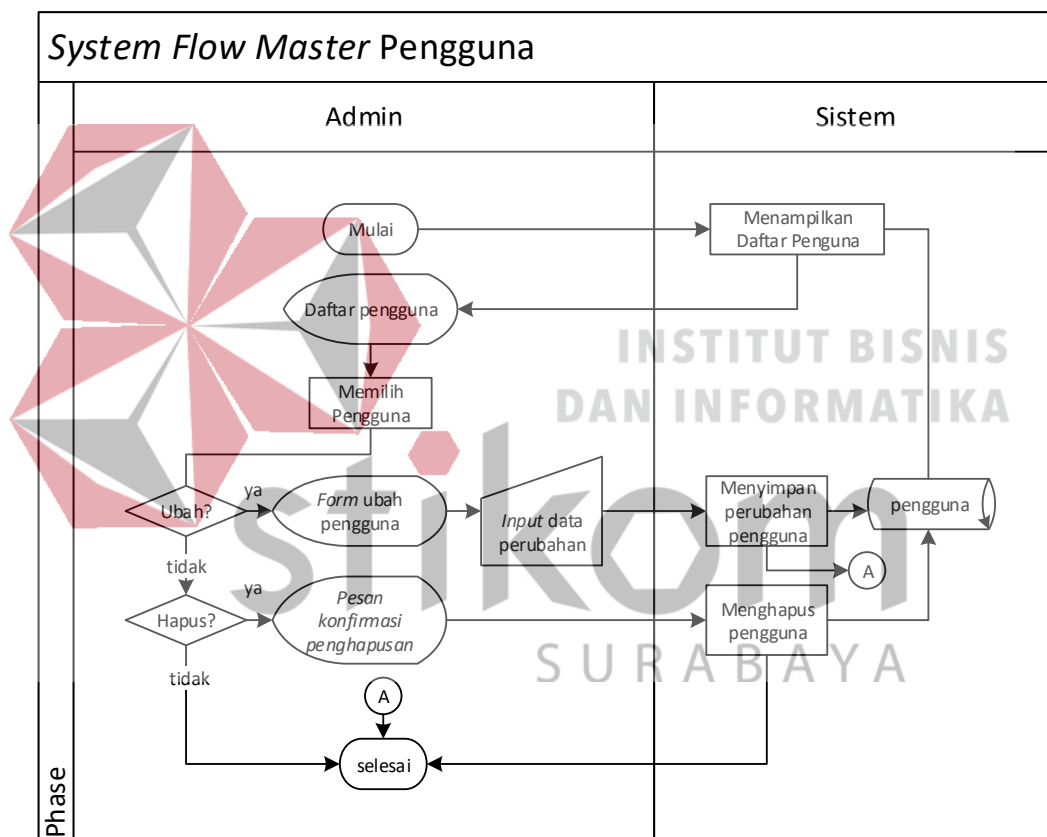 System Flow Master Pengguna
Admin
Sistem
Mulai
Menampilkan
Daftar Penguna
Daftar pengguna
INSTITUT BISNIS
DAN INFORMATIKA
Memilih
Pengguna
Ubah?
ya
Form ubah
pengguna
Input data
perubahan
Menyimpan
perubahan
pengguna
pengguna
A
tidak
Hapus?
ya
Pesan
konfirmasi
penghapusan
Menghapus
pengguna
stikom
SURABAYA
tidak
A
selesai
Phase